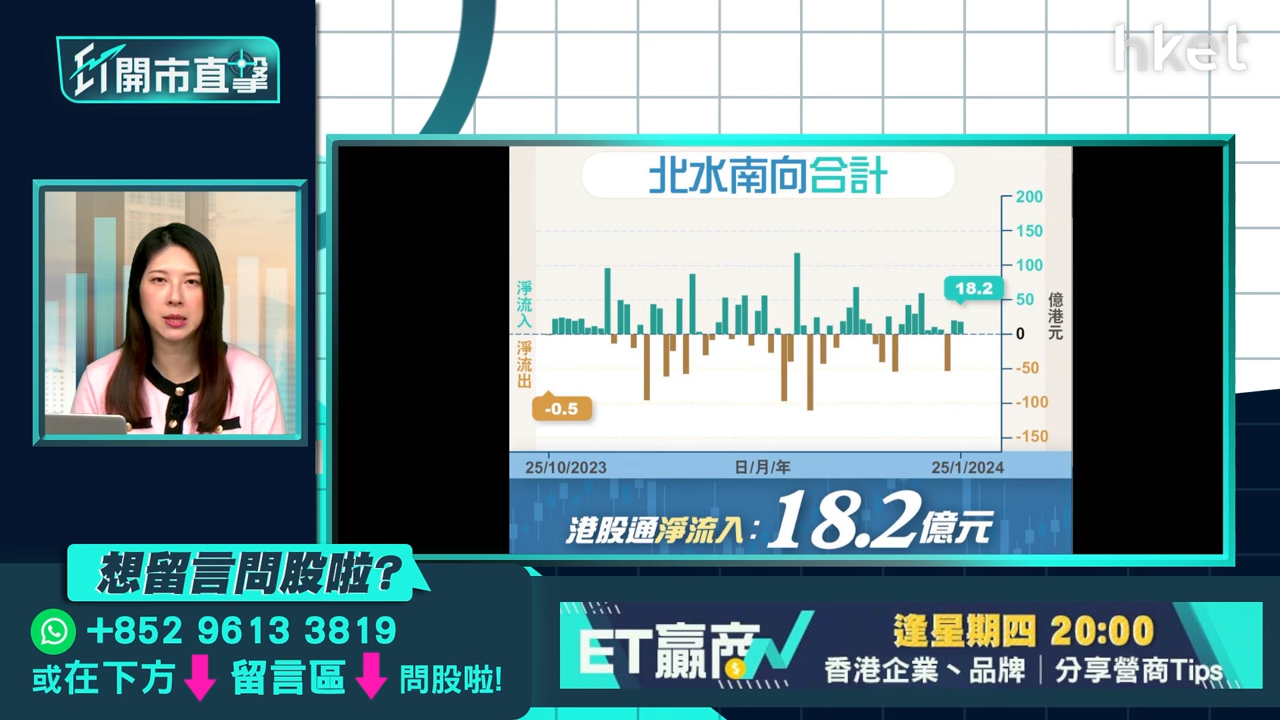 ET開市直擊
hket
北水南向合計
200
150
100
50
0
-50
-100
-150
億港元
淨流入
淨流出
18.2
-0.5
25/10/2023
日/月/年
25/1/2024
港股通淨流入：18.2億元
想留言問股啦?
+852 9613 3819
或在下方 留言區 問股啦!
ET贏商
$
逢星期四 20:00
香港企業、品牌｜分享營商Tips